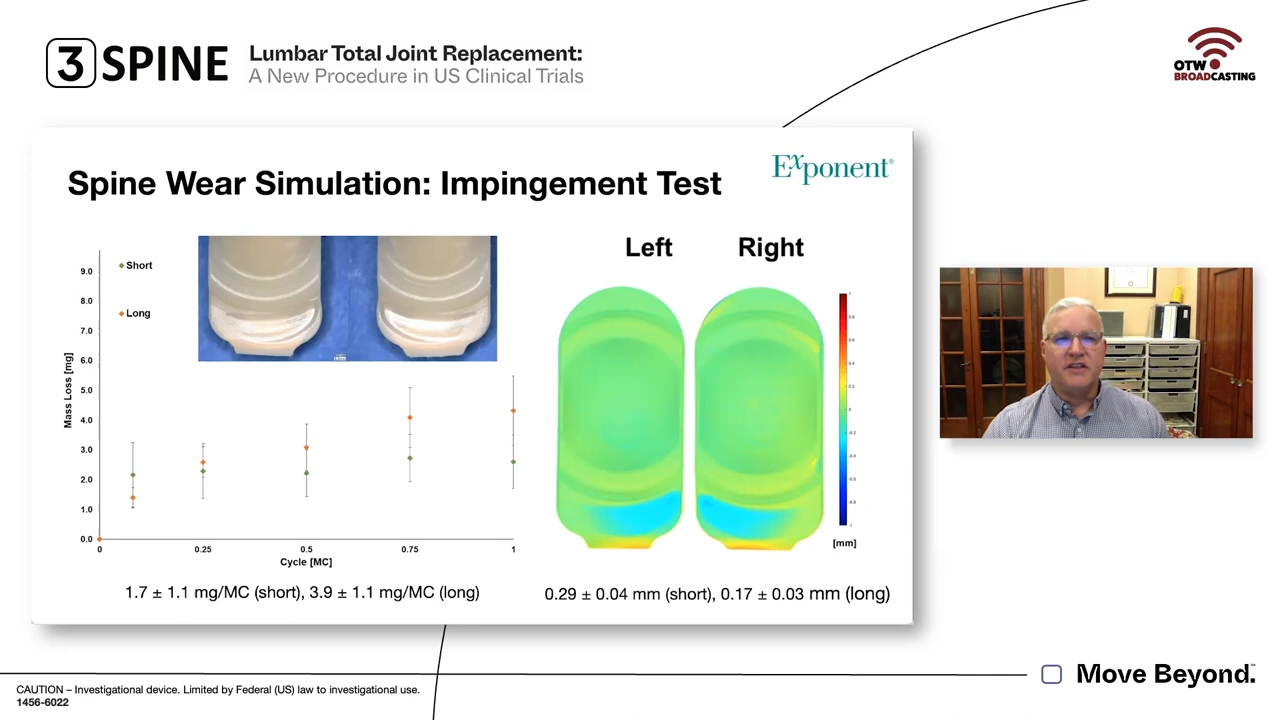 3SPINE
Lumbar Total Joint Replacement:
A New Procedure in US Clinical Trials
OTW
BROADCASTING
Spine Wear Simulation: Impingement Test
Exponent®
Short
Long
9.0
8.0
7.0
6.0
5.0
4.0
3.0
2.0
1.0
0.0
Mass Loss [mg]
0 0.25 0.5 0.75 1
Cycle [MC]
1.7 ± 1.1 mg/MC (short), 3.9 ± 1.1 mg/MC (long)
Left Right
[mm]
0.29 ± 0.04 mm (short), 0.17 ± 0.03 mm (long)
Move Beyond.™
CAUTION – Investigational device. Limited by Federal (US) law to investigational use.
1456-6022